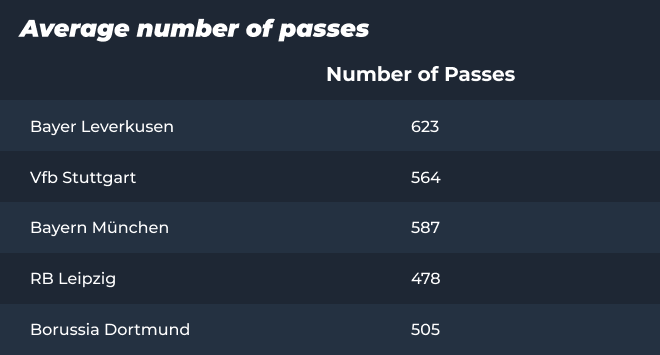 Average number of passes
Number of Passes
Bayer Leverkusen 623
Vfb Stuttgart 564
Bayern München 587
RB Leipzig 478
Borussia Dortmund 505